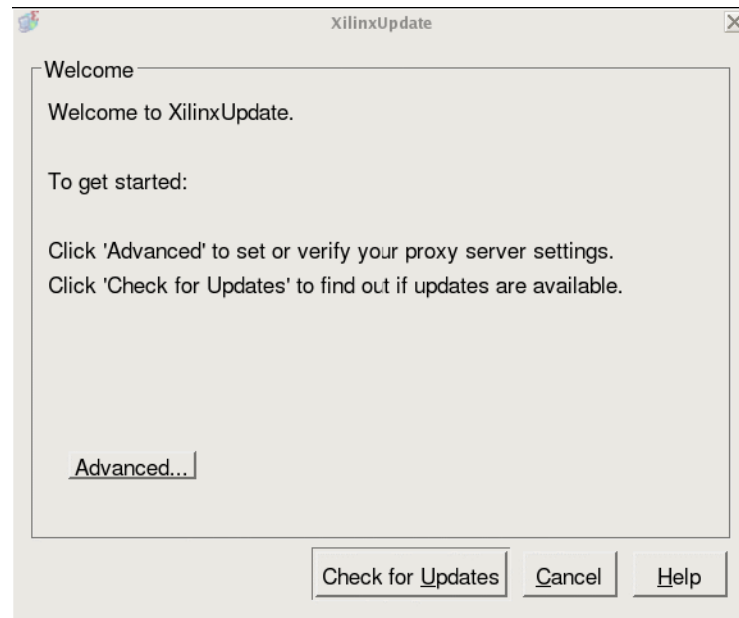 XilinxUpdate
Welcome
Welcome to XilinxUpdate.
To get started:
Click 'Advanced' to set or verify your proxy server settings.
Click 'Check for Updates' to find out if updates are available.
Advanced...
Check for Updates Cancel Help